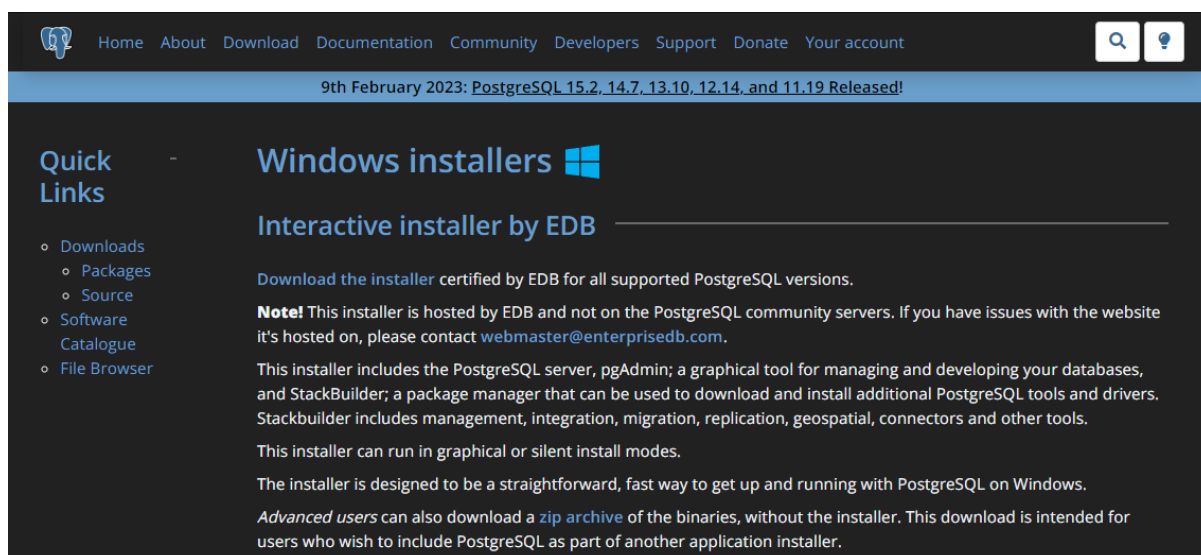 Home About Download Documentation Community Developers Support Donate Your account
9th February 2023: PostgreSQL 15.2, 14.7, 13.10, 12.14, and 11.19 Released!
Quick
Links
Downloads
Packages
Source
Software
Catalogue
File Browser
Windows installers
Interactive installer by EDB
Download the installer certified by EDB for all supported PostgreSQL versions.
Note! This installer is hosted by EDB and not on the PostgreSQL community servers. If you have issues with the website
it's hosted on, please contact webmaster@enterprisedb.com.
This installer includes the PostgreSQL server, pgAdmin; a graphical tool for managing and developing your databases,
and StackBuilder; a package manager that can be used to download and install additional PostgreSQL tools and drivers.
Stackbuilder includes management, integration, migration, replication, geospatial, connectors and other tools.
This installer can run in graphical or silent install modes.
The installer is designed to be a straightforward, fast way to get up and running with PostgreSQL on Windows.
Advanced users can also download a zip archive of the binaries, without the installer. This download is intended for
users who wish to include PostgreSQL as part of another application installer.